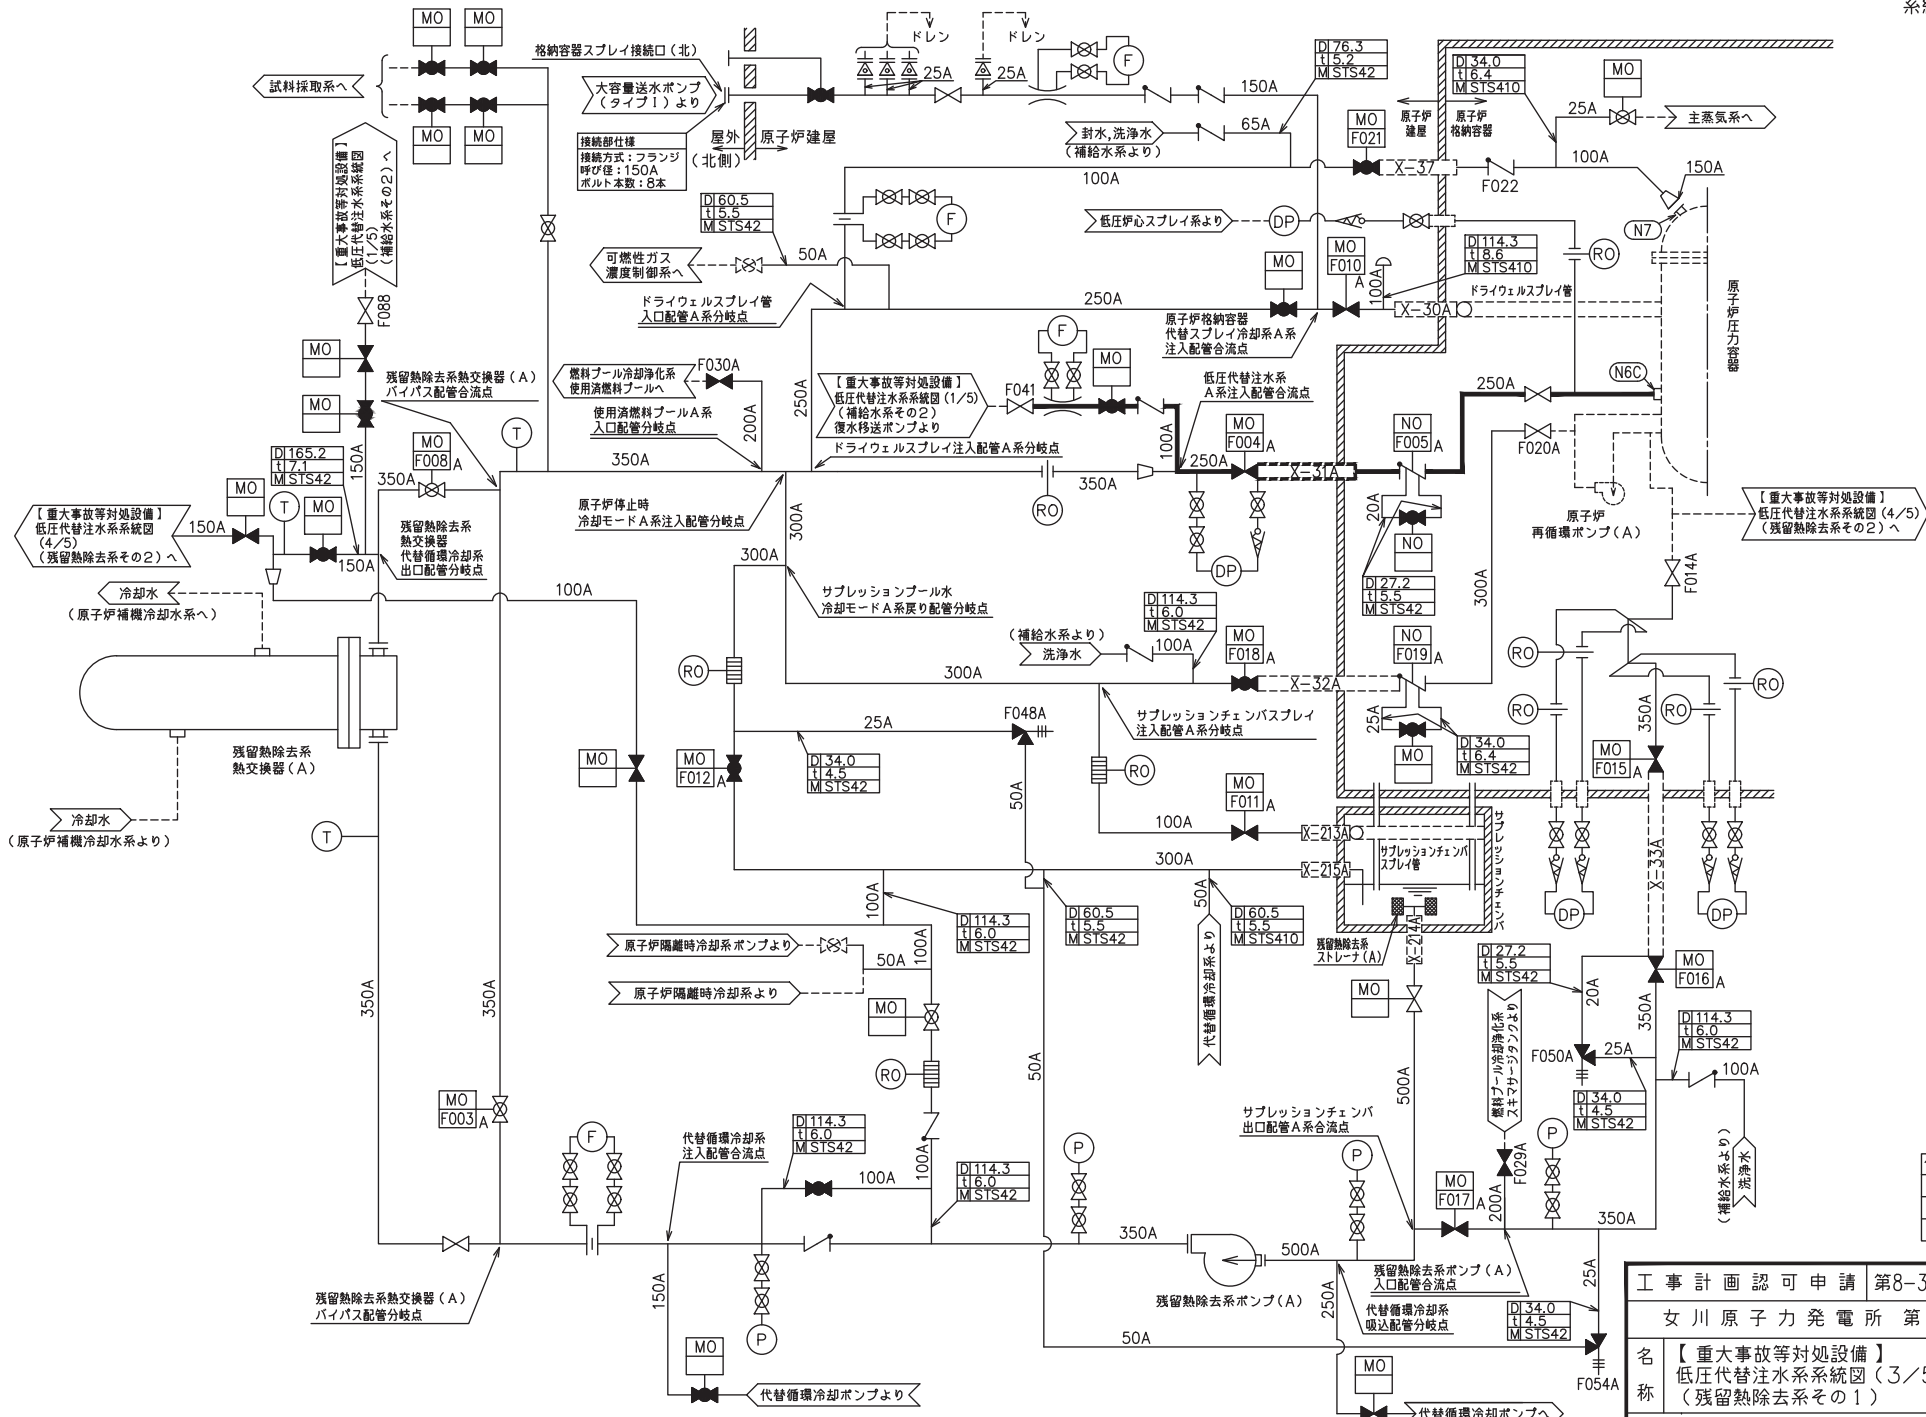 系
MO
MO
試料採取系へ
MO
MO
格納容器スプレイ接続口(北)
大容量送水ポンプ
(タイプⅠ)より
接続部仕様
接続方式:フランジ
呼び径:150A
ボルト本数:8本
屋外
(北側)
原子炉建屋
ドレン
ドレン
25A
25A
F
150A
D 76.3
t 5.2
M STS42
封水,洗浄水
(補給水系より)
65A
MO
F021
原子炉
建屋
原子炉
格納容器
D 34.0
t 6.4
M STS410
MO
25A
主蒸気系へ
100A
X-37
F022
100A
150A
N7
【重大事故等対処設備】
低圧代替注水系系統図
(1/5)
(補給水系その2)へ
F088
MO
MO
D 60.5
t 5.5
M STS42
F
可燃性ガス
濃度制御系へ
50A
ドライウェルスプレイ管
入口配管A系分岐点
低圧炉心スプレイ系より
DP
MO
MO
F010
A
100A
D 114.3
t 8.6
M STS410
RO
ドライウェルスプレイ管
X-30A
250A
原子炉格納容器
代替スプレイ冷却系A系
注入配管合流点
原子炉圧力容器
残留熱除去系熱交換器(A)
バイパス配管合流点
T
燃料プール冷却浄化系
使用済燃料プールへ
F030A
使用済燃料プールA系
入口配管分岐点
200A
250A
【重大事故等対処設備】
低圧代替注水系系統図(1/5)
(補給水系その2)
復水移送ポンプより
F041
F
MO
低圧代替注水系
A系注入配管合流点
100A
ドライウェルスプレイ注入配管A系分岐点
250A
MO
F004
A
X-31A
NO
F005
A
250A
N6C
F020A
350A
350A
RO
D 165.2
t 7.1
M STS42
150A
350A
MO
F008
A
MO
T
MO
【重大事故等対処設備】
低圧代替注水系系統図
(4/5)
(残留熱除去系その2)へ
150A
150A
残留熱除去系
熱交換器
代替循環冷却系
出口配管分岐点
原子炉停止時
冷却モードA系注入配管分岐点
300A
300A
DP
20A
NO
D 27.2
t 5.5
M STS42
原子炉
再循環ポンプ(A)
【重大事故等対処設備】
低圧代替注水系系統図(4/5)
(残留熱除去系その2)へ
F014A
冷却水
(原子炉補機冷却水系へ)
100A
サプレッションプール水
冷却モードA系戻り配管分岐点
300A
(補給水系より)
洗浄水
D 114.3
t 6.0
M STS42
100A
MO
F018
A
NO
F019
A
X-32A
RO
300A
RO
RO
RO
RO
残留熱除去系
熱交換器(A)
25A
F048A
サプレッションチェンバスプレイ
注入配管A系分岐点
25A
MO
D 34.0
t 6.4
M STS42
MO
F015
A
350A
MO
MO
F012
A
D 34.0
t 4.5
M STS42
50A
RO
MO
F011
A
冷却水
(原子炉補機冷却水系より)
T
100A
X-213A
サプレッションチェンバ
スプレイ管
サプレッションチェンバ
300A
X-215A
X-33A
DP
DP
100A
D 114.3
t 6.0
M STS42
D 60.5
t 5.5
M STS42
50A
D 60.5
t 5.5
M STS410
残留熱除去系
ストレーナ(A)
X-214A
原子炉隔離時冷却系ポンプより
50A
100A
原子炉隔離時冷却系より
代替循環冷却系より
D 27.2
t 5.5
M STS42
MO
F016
A
350A
350A
MO
RO
50A
MO
500A
燃料プール冷却浄化系
スキマサージタンクより
20A
350A
D 114.3
t 6.0
M STS42
F050A
25A
100A
MO
F003
A
D 34.0
t 4.5
M STS42
F
代替循環冷却系
注入配管合流点
D 114.3
t 6.0
M STS42
100A
100A
D 114.3
t 6.0
M STS42
P
サプレッションチェンバ
出口配管A系合流点
P
MO
F017
A
F029A
200A
P
350A
(補給水系より)
洗浄水
350A
500A
残留熱除去系ポンプ(A)
残留熱除去系ポンプ(A)
入口配管合流点
代替循環冷却系
吸込配管分岐点
250A
25A
D 34.0
t 4.5
M STS42
残留熱除去系熱交換器(A)
バイパス配管分岐点
150A
P
50A
F054A
MO
代替循環冷却ポンプより
MO
代替循環冷却ポンプへ
工事計画認可申請 第8-3
女川原子力発電所 第
名称
【重大事故等対処設備】
低圧代替注水系系統図(3/5
(残留熱除去系その1)